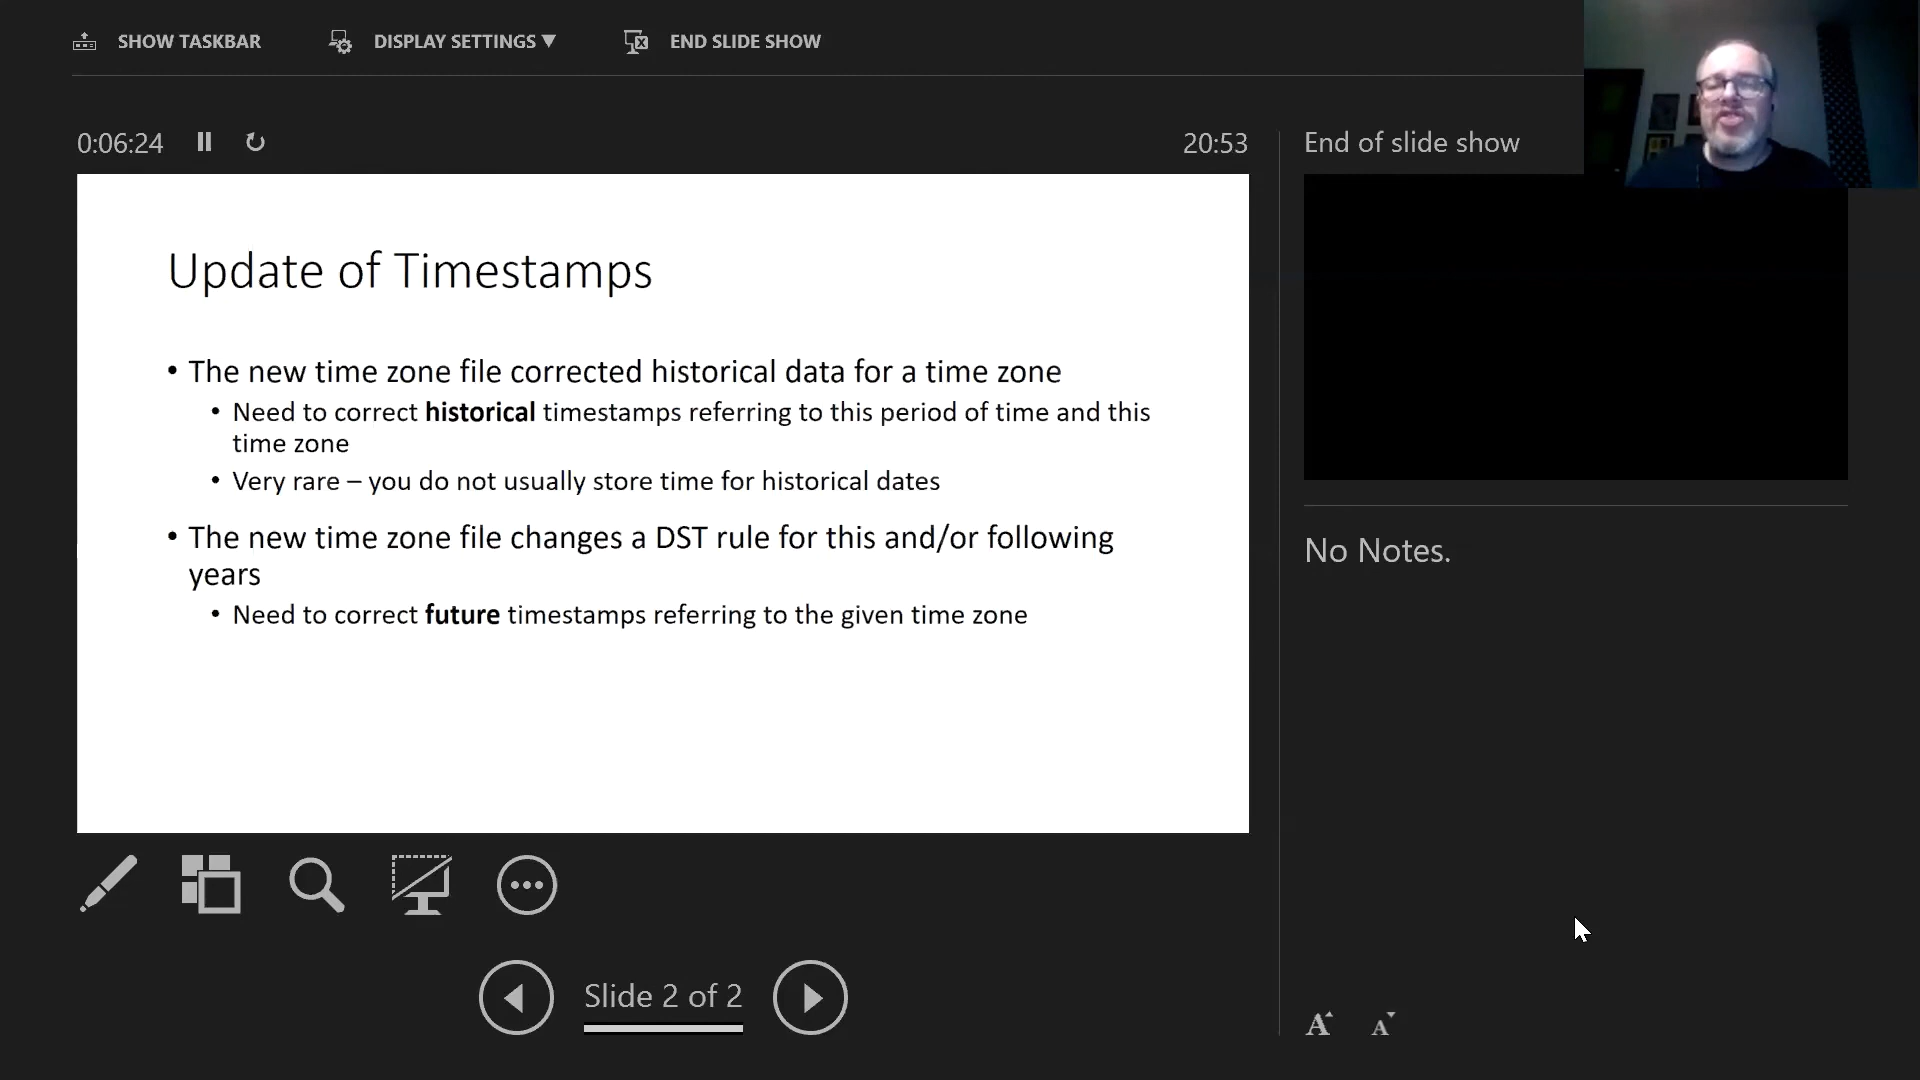 SHOW TASKBAR
DISPLAY SETTINGS ▼
END SLIDE SHOW
0:06:24
20:53
End of slide show
Update of Timestamps
• The new time zone file corrected historical data for a time zone
• Need to correct historical timestamps referring to this period of time and this
time zone
• Very rare – you do not usually store time for historical dates
• The new time zone file changes a DST rule for this and/or following
years
• Need to correct future timestamps referring to the given time zone
No Notes.
Slide 2 of 2
A
A